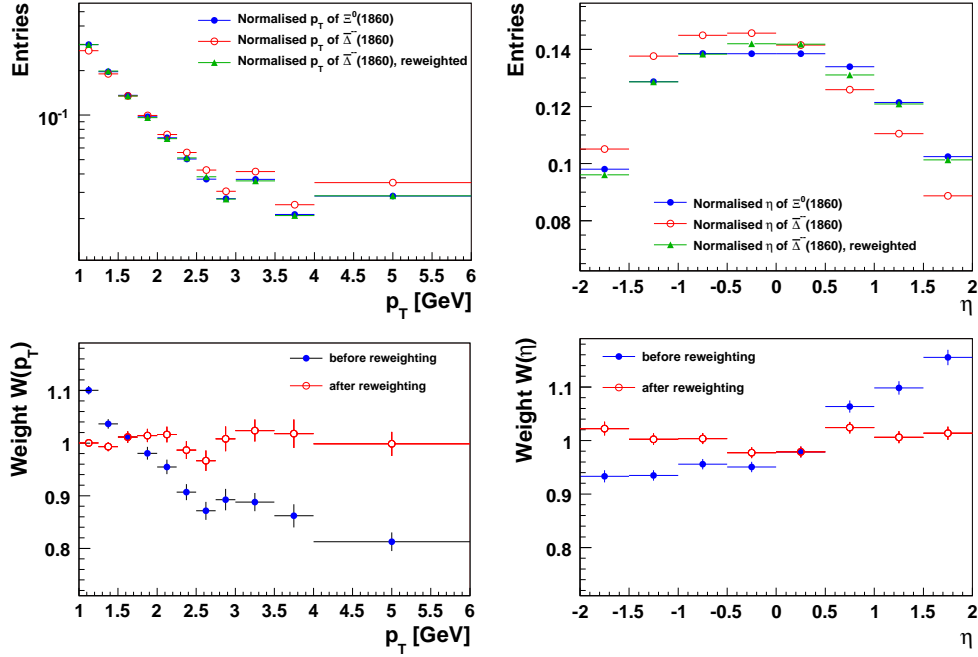 Entries
Normalised p_T of Ξ⁰(1860)
Normalised p_T of Δ̅⁻⁻(1860)
Normalised p_T of Δ̅⁻⁻(1860), reweighted
10⁻¹
1 1.5 2 2.5 3 3.5 4 4.5 5 5.5 6
p_T [GeV]
Entries
0.14
0.12
0.1
0.08
Normalised η of Ξ⁰(1860)
Normalised η of Δ̅⁻⁻(1860)
Normalised η of Δ̅⁻⁻(1860), reweighted
-2 -1.5 -1 -0.5 0 0.5 1 1.5 2
η
Weight W(p_T)
before reweighting
after reweighting
1.1
1
0.9
0.8
1 1.5 2 2.5 3 3.5 4 4.5 5 5.5 6
p_T [GeV]
Weight W(η)
before reweighting
after reweighting
1.1
1
0.9
0.8
-2 -1.5 -1 -0.5 0 0.5 1 1.5 2
η